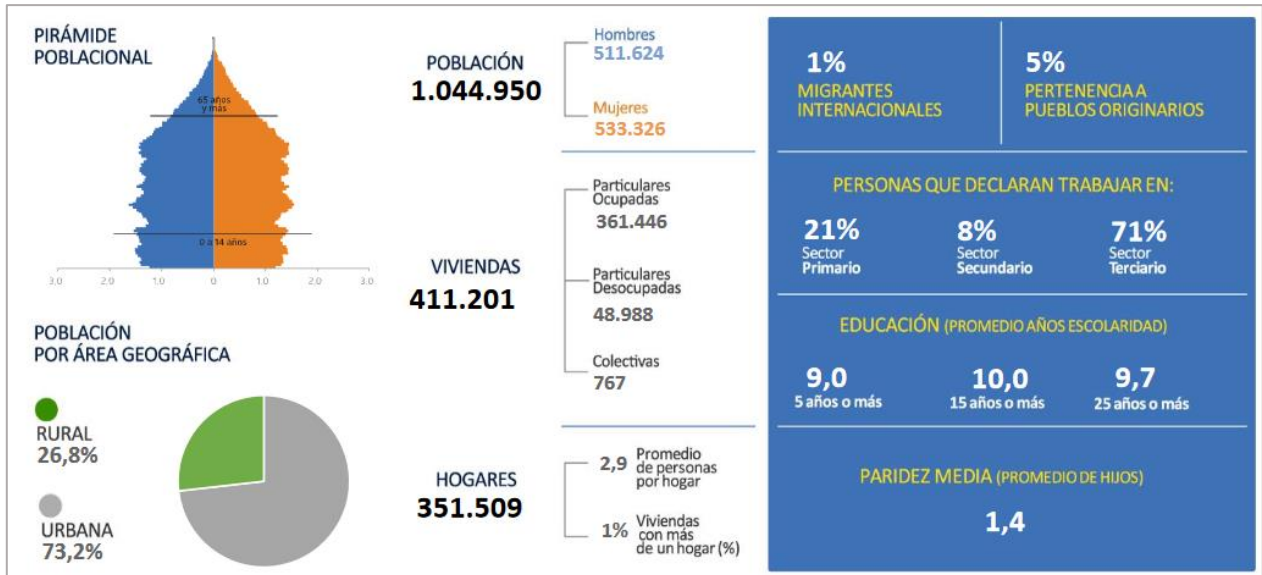 PIRÁMIDE
POBLACIONAL
65 años
y más
0 a 14 años
3.0 2.0 1.0 0 1.0 2.0 3.0
POBLACIÓN
POR ÁREA GEOGRÁFICA
RURAL
26,8%
URBANA
73,2%
POBLACIÓN
1.044.950
Hombres
511.624
Mujeres
533.326
VIVIENDAS
411.201
Particulares
Ocupadas
361.446
Particulares
Desocupadas
48.988
Colectivas
767
HOGARES
351.509
2,9 Promedio
de personas
por hogar
1% Viviendas
con más
de un hogar (%)
1%
MIGRANTES
INTERNACIONALES
5%
PERTENENCIA A
PUEBLOS ORIGINARIOS
PERSONAS QUE DECLARAN TRABAJAR EN:
21%
Sector
Primario
8%
Sector
Secundario
71%
Sector
Terciario
EDUCACIÓN (PROMEDIO AÑOS ESCOLARIDAD)
9,0
5 años o más
10,0
15 años o más
9,7
25 años o más
PARIDEZ MEDIA (PROMEDIO DE HIJOS)
1,4